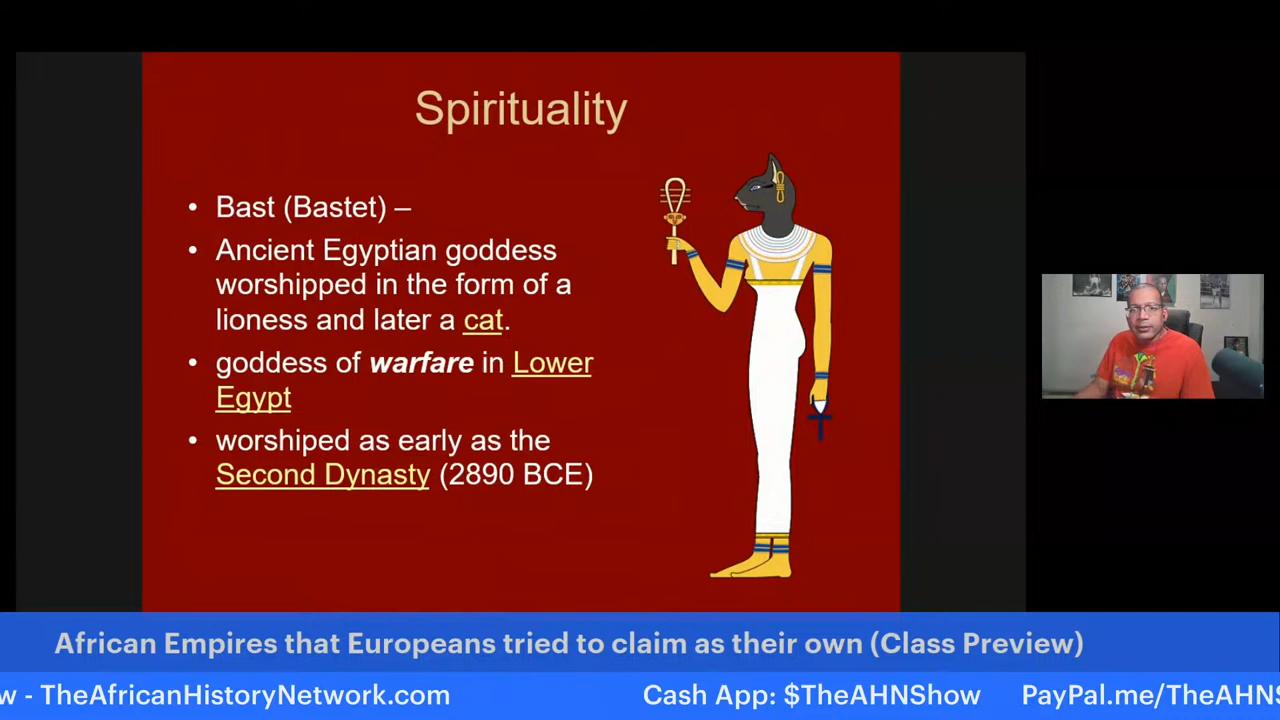 Spirituality
• Bast (Bastet) –
• Ancient Egyptian goddess
worshipped in the form of a
lioness and later a cat.
• goddess of warfare in Lower
Egypt
• worshiped as early as the
Second Dynasty (2890 BCE)
African Empires that Europeans tried to claim as their own (Class Preview)
w - TheAfricanHistoryNetwork.com Cash App: $TheAHNShow PayPal.me/TheAHNS